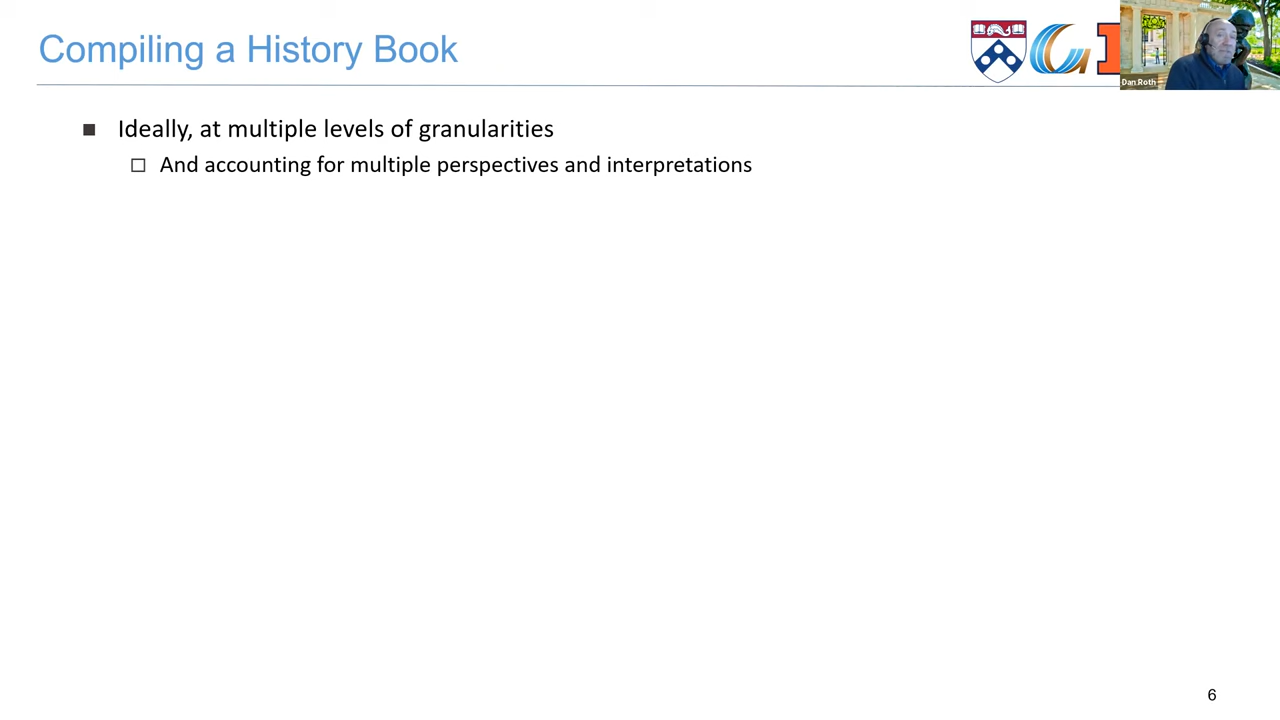 Compiling a History Book
Dan Roth
Ideally, at multiple levels of granularities
And accounting for multiple perspectives and interpretations
6